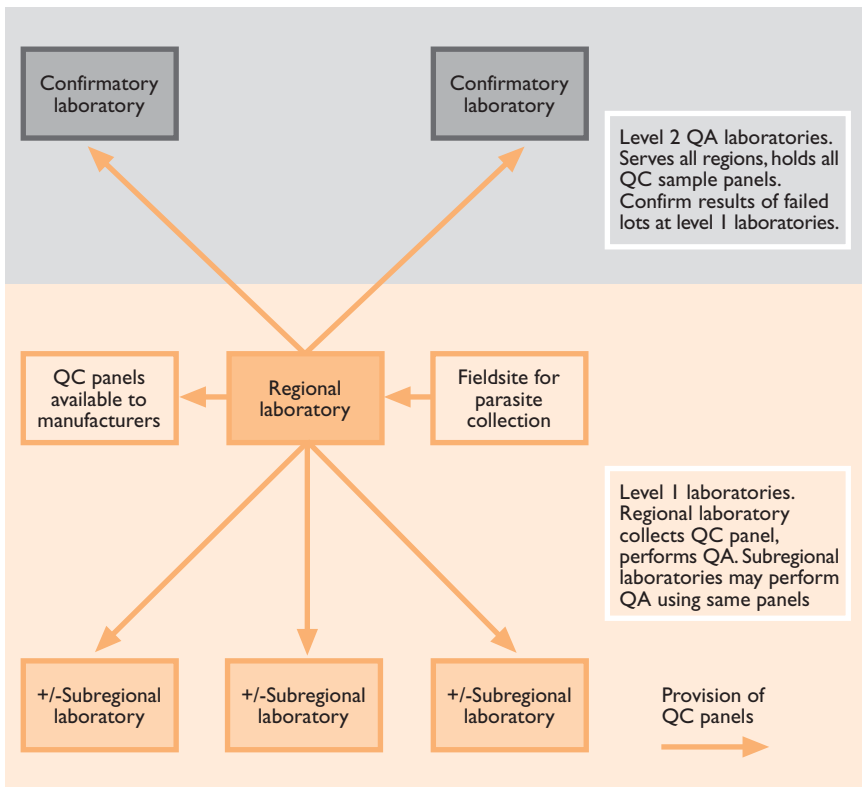 Confirmatory
laboratory
Confirmatory
laboratory
Level 2 QA laboratories.
Serves all regions, holds all
QC sample panels.
Confirm results of failed
lots at level 1 laboratories.
QC panels
available to
manufacturers
Regional
laboratory
Fieldsite for
parasite
collection
Level 1 laboratories.
Regional laboratory
collects QC panel,
performs QA. Subregional
laboratories may perform
QA using same panels
+/-Subregional
laboratory
+/-Subregional
laboratory
+/-Subregional
laboratory
Provision of
QC panels